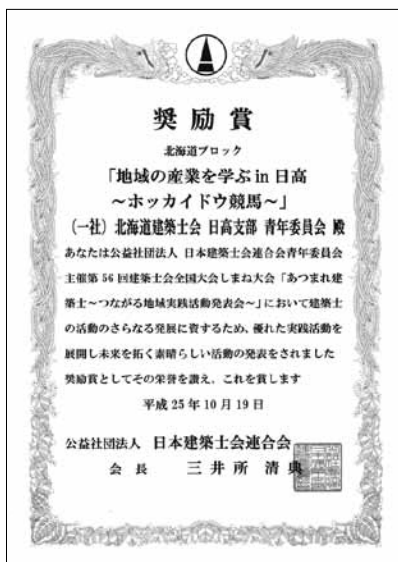 奨励賞
北海道ブロック
「地域の産業を学ぶ in 日高
～ホッカイドウ競馬～」
(一社) 北海道建築士会 日高支部 青年委員会 殿
あなたは公益社団法人 日本建築士会連合会青年委員会
主催第56回建築士会全国大会しまね大会「あつまれ建
築士～つながる地域実践活動発表会～」において建築士
の活動のさらなる発展に資するため、優れた実践活動を
展開し未来を拓く素晴らしい活動の発表をされました
奨励賞としてその栄誉を讃え、これを賞します
平成 25 年 10 月 19 日
公益社団法人 日本建築士会連合会
会 長 三 井 所 清 典